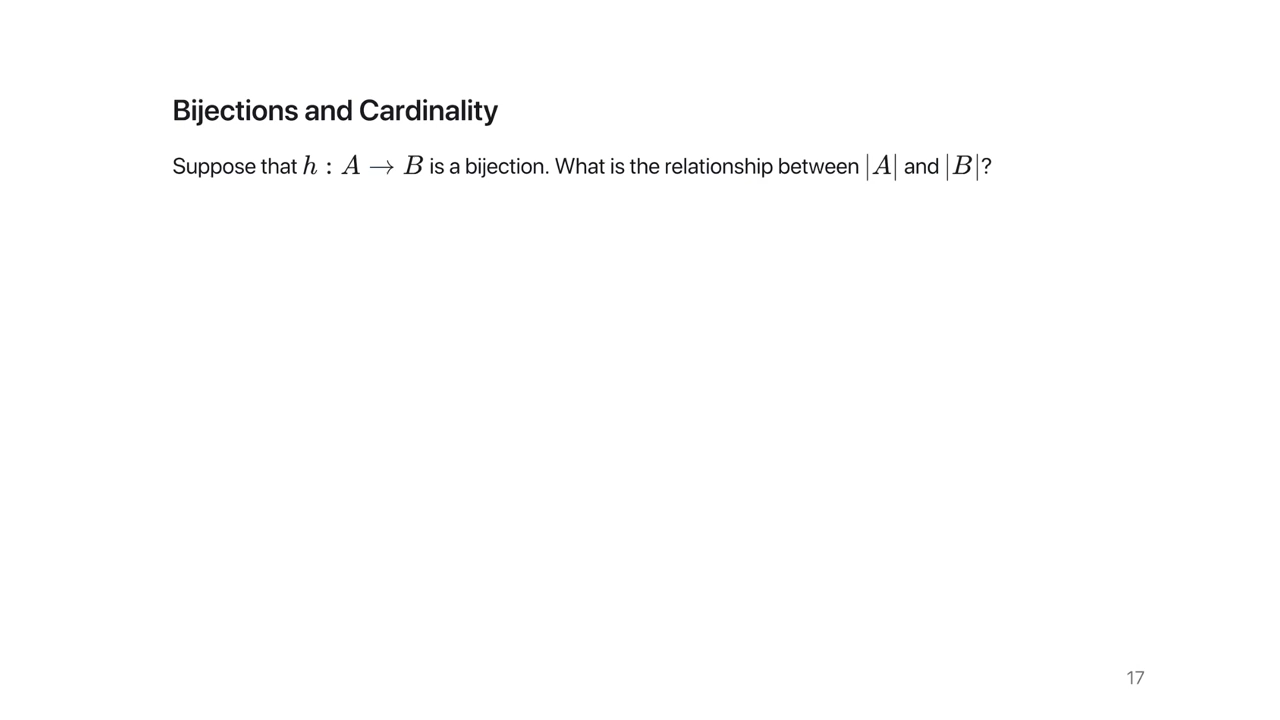 Bijections and Cardinality
Suppose that h : A → B is a bijection. What is the relationship between |A| and |B|?
17